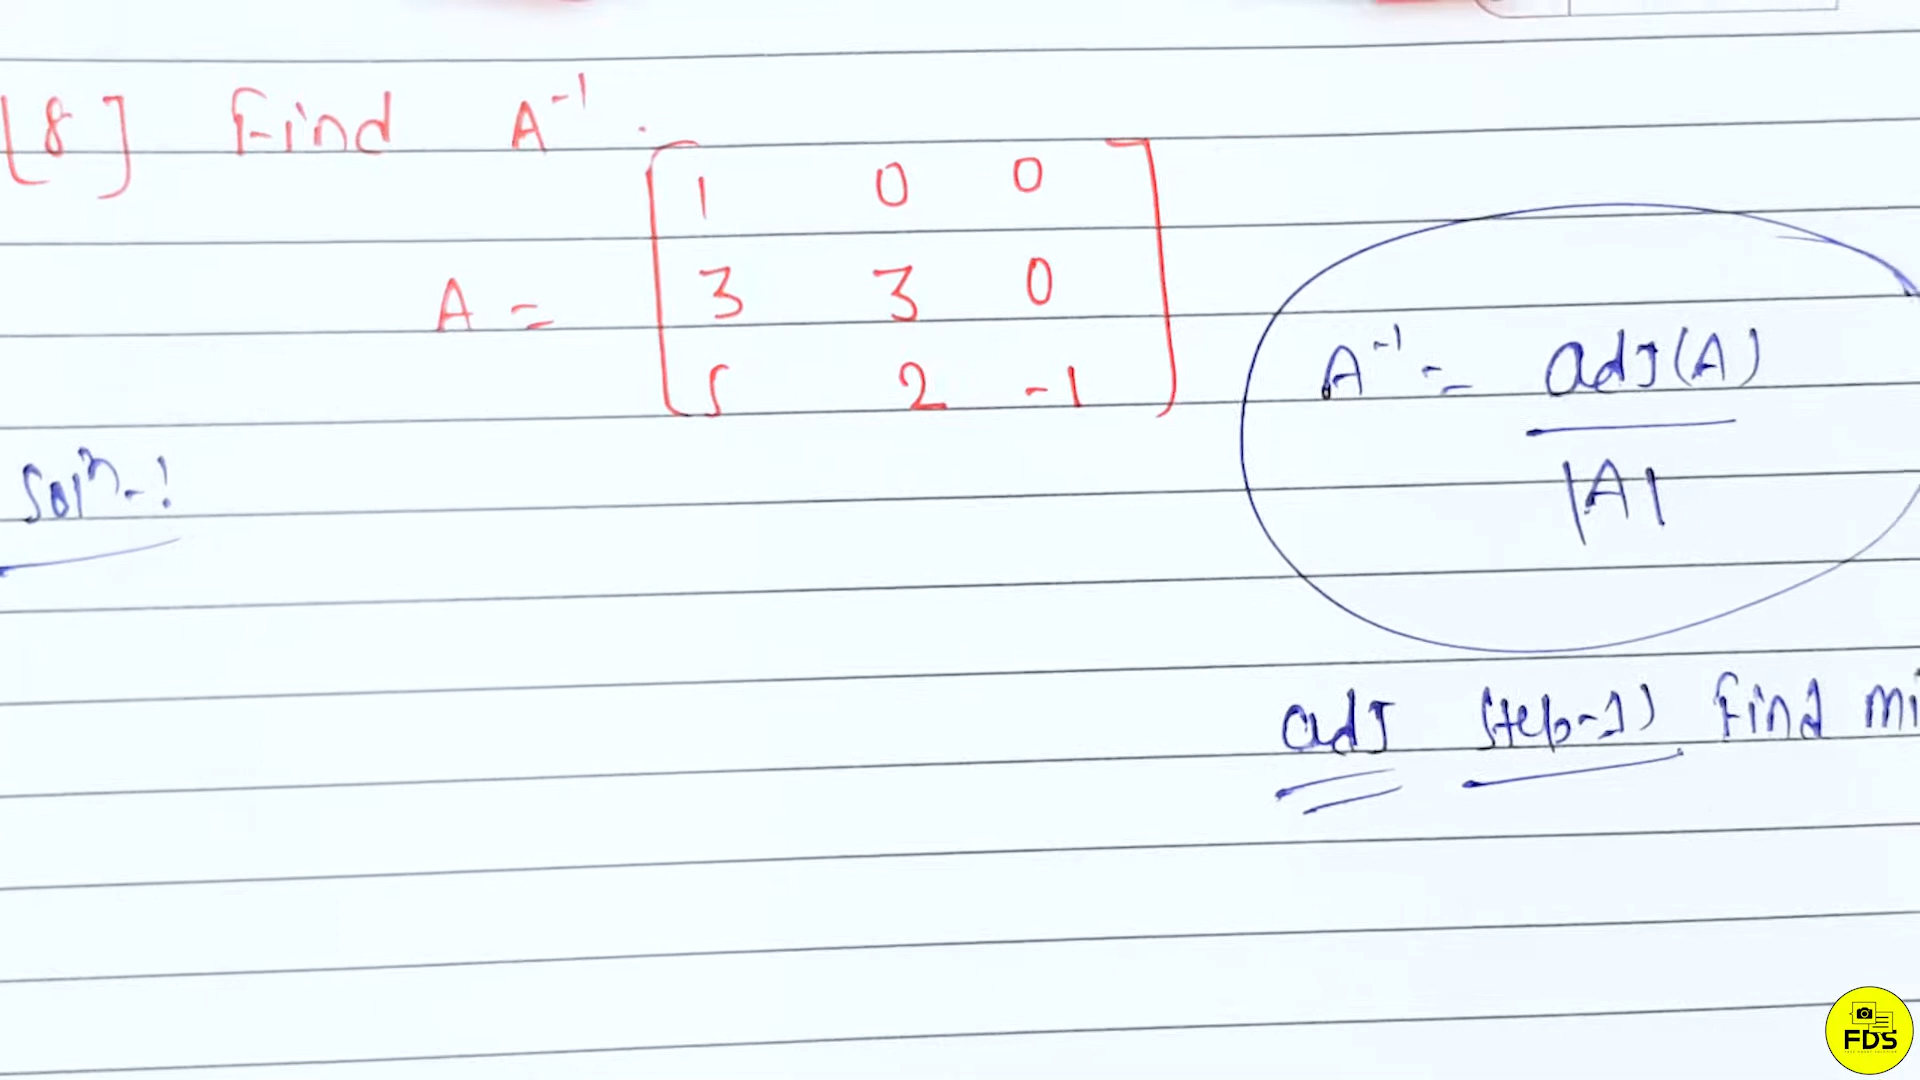 [8] Find A⁻¹.
A = [1 0 0
3 3 0
5 2 -1]
A⁻¹ = adj(A)
|A|
Solⁿ-!
adj step-1) Find mi
FDS